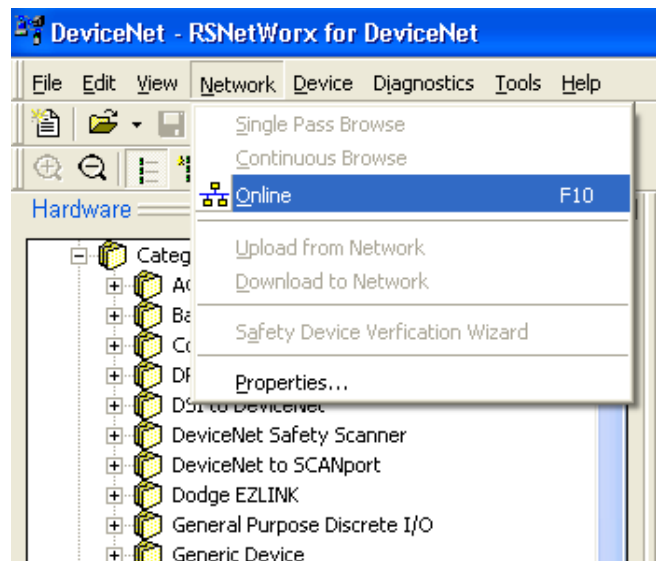 DeviceNet - RSNetWorx for DeviceNet
File Edit View Network Device Diagnostics Tools Help
Single Pass Browse
Continuous Browse
Online F10
Hardware
Upload from Network
Categ
Download to Network
Safety Device Verfication Wizard
Properties...
DSI to DeviceNet
DeviceNet Safety Scanner
DeviceNet to SCANport
Dodge EZLINK
General Purpose Discrete I/O
Generic Device